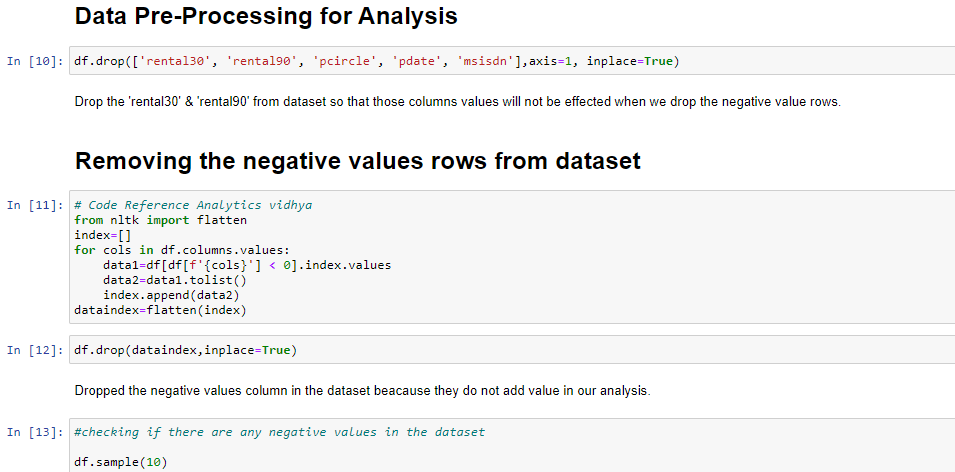 Data Pre-Processing for Analysis
In [10]: df.drop(['rental30', 'rental90', 'pcircle', 'pdate', 'msisdn'],axis=1, inplace=True)
Drop the 'rental30' & 'rental90' from dataset so that those columns values will not be effected when we drop the negative value rows.
Removing the negative values rows from dataset
In [11]: # Code Reference Analytics vidhya
from nltk import flatten
index=[]
for cols in df.columns.values:
    data1=df[df[f'{cols}'] < 0].index.values
    data2=data1.tolist()
    index.append(data2)
dataindex=flatten(index)
In [12]: df.drop(dataindex,inplace=True)
Dropped the negative values column in the dataset beacause they do not add value in our analysis.
In [13]: #checking if there are any negative values in the dataset
df.sample(10)